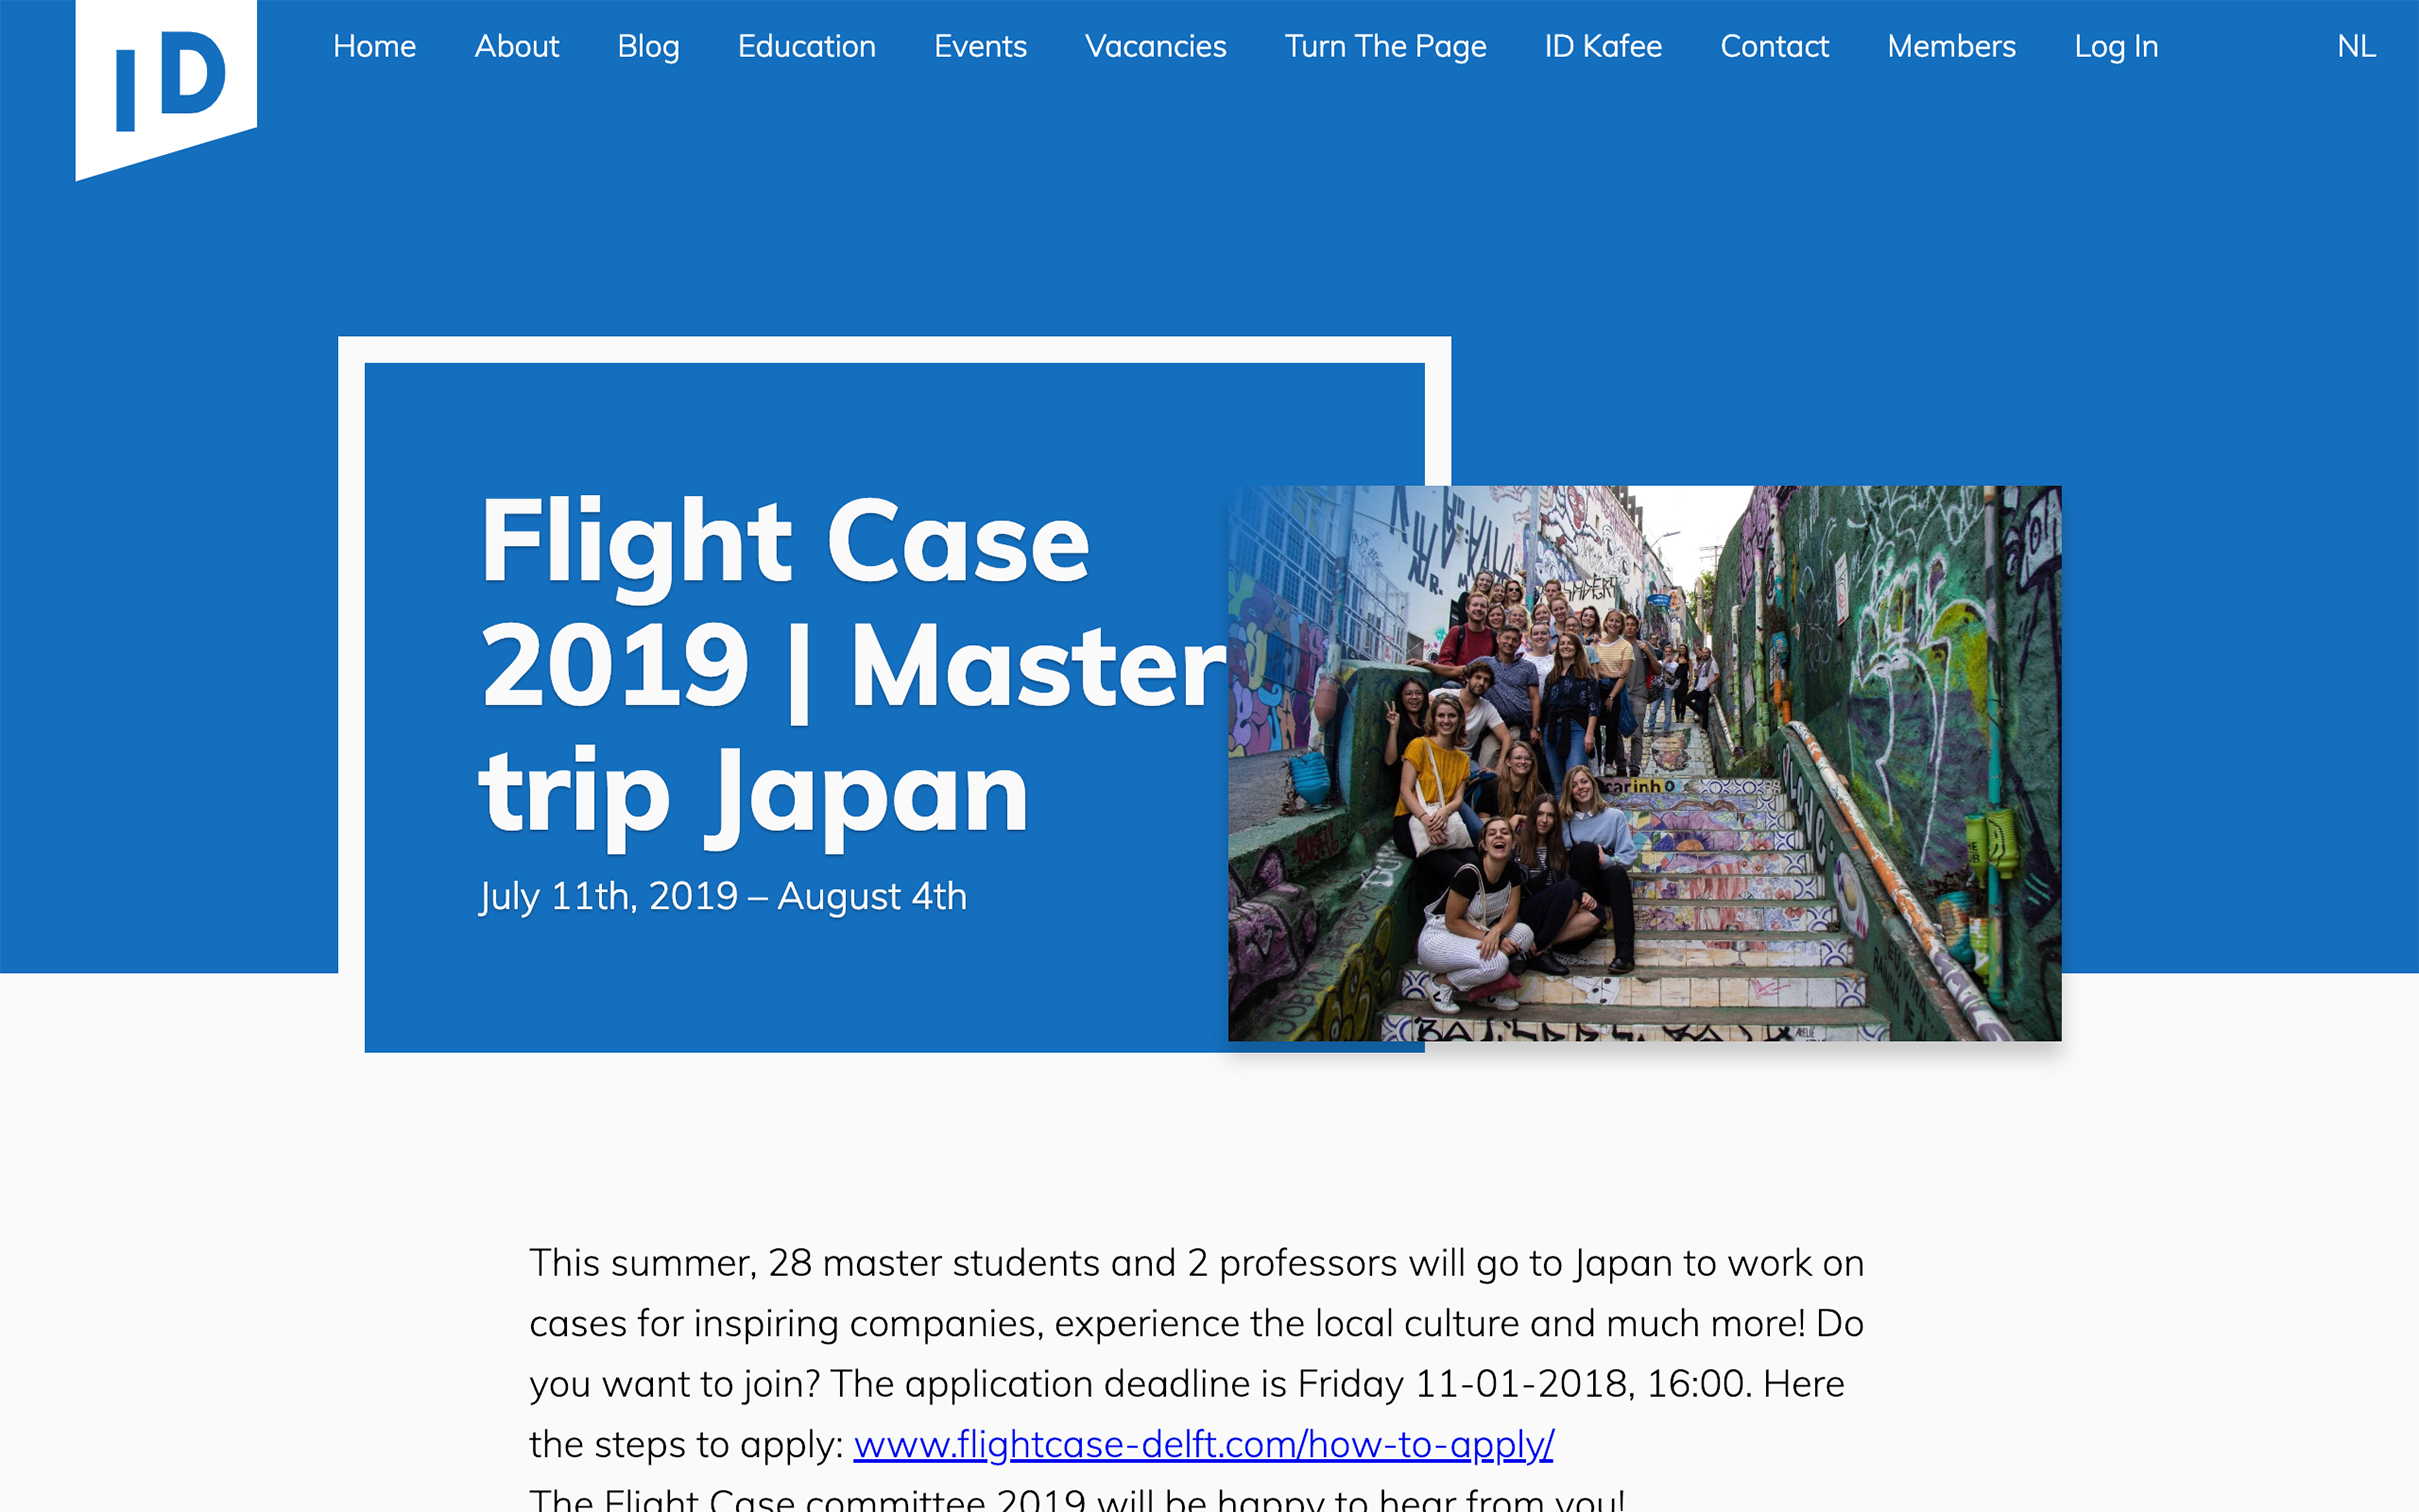 ID
Home About Blog Education Events Vacancies Turn The Page ID Kafee Contact Members Log In NL
Flight Case
2019 | Master
trip Japan
July 11th, 2019 – August 4th
carinho
Love
This summer, 28 master students and 2 professors will go to Japan to work on
cases for inspiring companies, experience the local culture and much more! Do
you want to join? The application deadline is Friday 11-01-2018, 16:00. Here
the steps to apply: www.flightcase-delft.com/how-to-apply/
The Flight Case committee 2019 will be happy to hear from you!